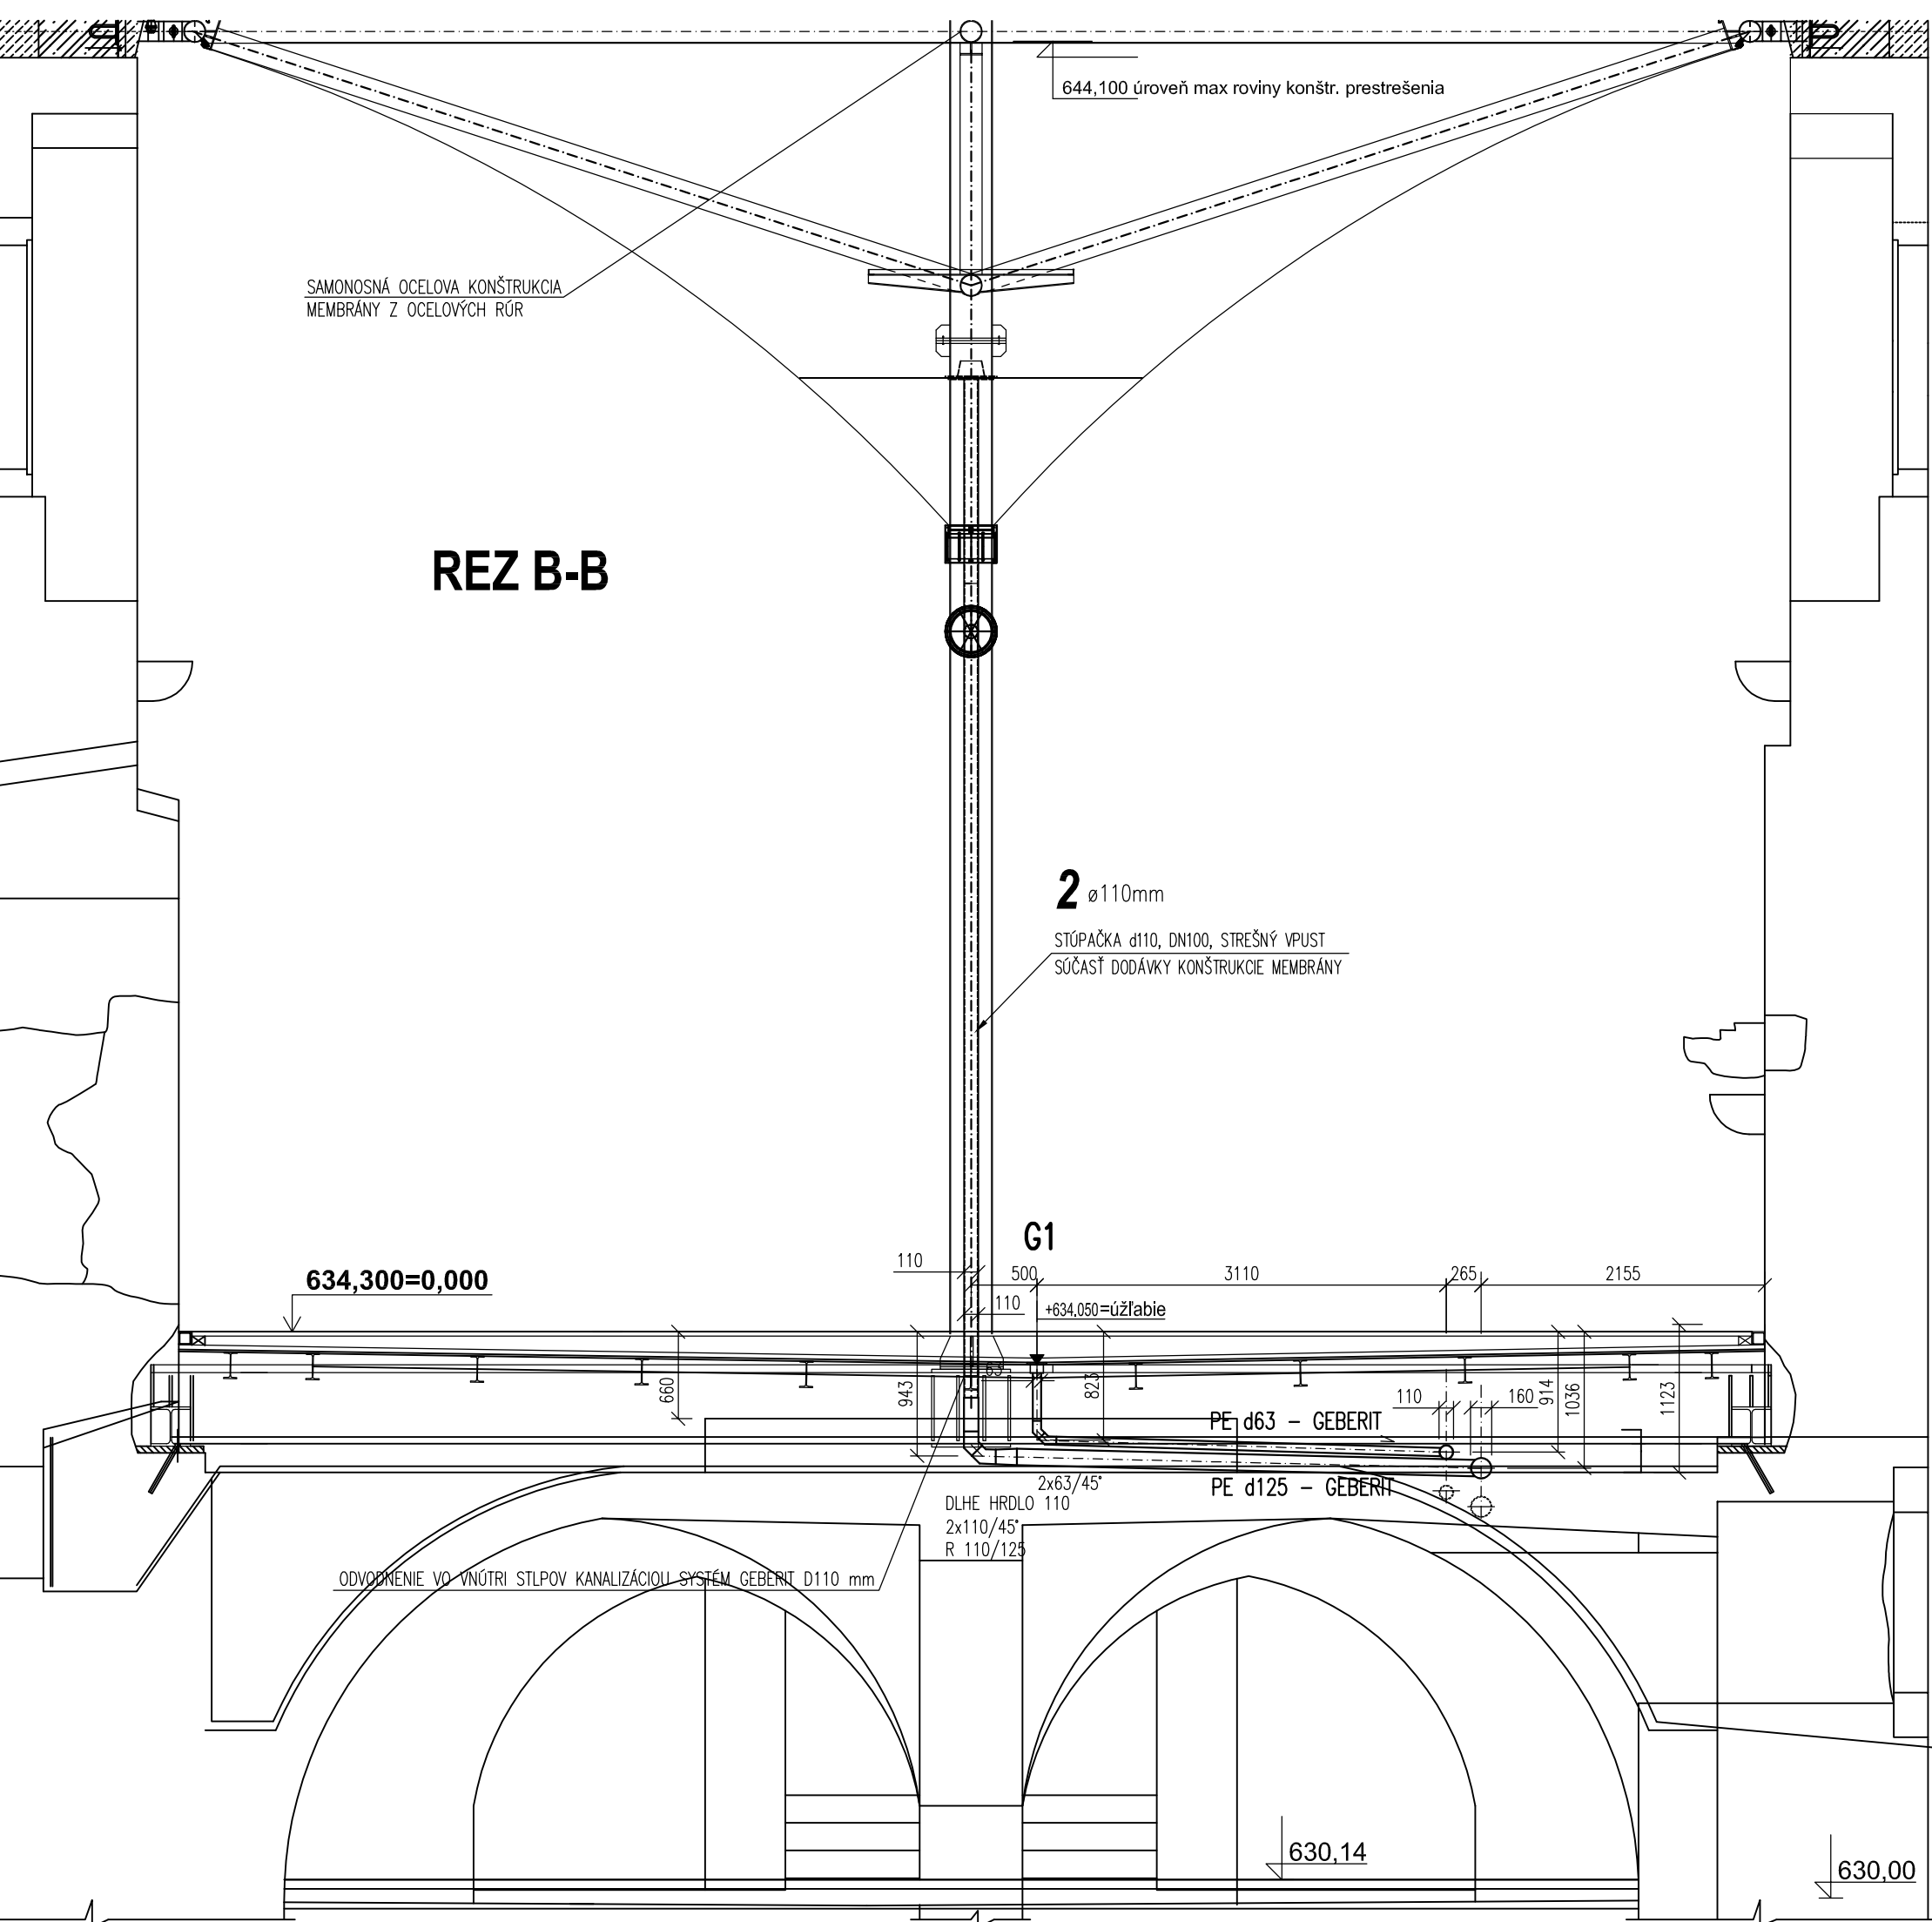 644,100 úroveň max roviny konštr. prestrešenia
SAMONOSNÁ OCELOVA KONŠTRUKCIA
MEMBRÁNY Z OCELOVÝCH RÚR
REZ B-B
2 ø110mm
STÚPAČKA d110, DN100, STREŠNÝ VPUST
SÚČASŤ DODÁVKY KONŠTRUKCIE MEMBRÁNY
G1
110
500
3110
265
2155
634,300=0,000
110
+634,050=úžľabie
63
660
943
823
110
160
914
1036
1123
PE d63 – GEBERIT
2x63/45°
PE d125 – GEBERIT
DLHE HRDLO 110
2x110/45°
R 110/125
ODVODNENIE VO VNÚTRI STLPOV KANALIZÁCIOU SYSTÉM GEBERIT D110 mm
630,14
630,00